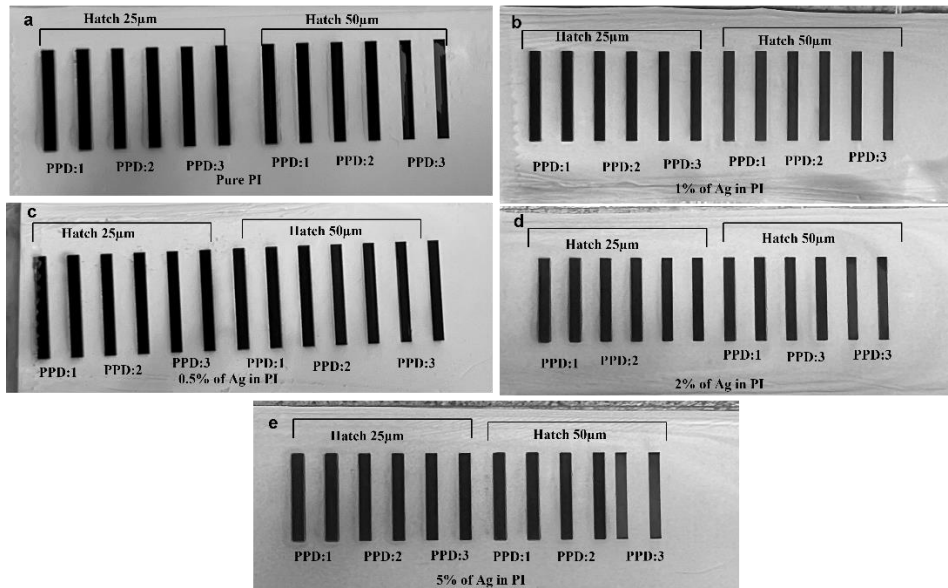 a
Hatch 25µm Hatch 50µm
PPD:1 PPD:2 PPD:3 PPD:1 PPD:2 PPD:3
Pure PI
b
Hatch 25µm Hatch 50µm
PPD:1 PPD:2 PPD:3 PPD:1 PPD:2 PPD:3
1% of Ag in PI
c
Hatch 25µm Hatch 50µm
PPD:1 PPD:2 PPD:3 PPD:1 PPD:2 PPD:3
0.5% of Ag in PI
d
Hatch 25µm Hatch 50µm
PPD:1 PPD:2 PPD:1 PPD:3 PPD:3
2% of Ag in PI
e
Hatch 25µm Hatch 50µm
PPD:1 PPD:2 PPD:3 PPD:1 PPD:2 PPD:3
5% of Ag in PI